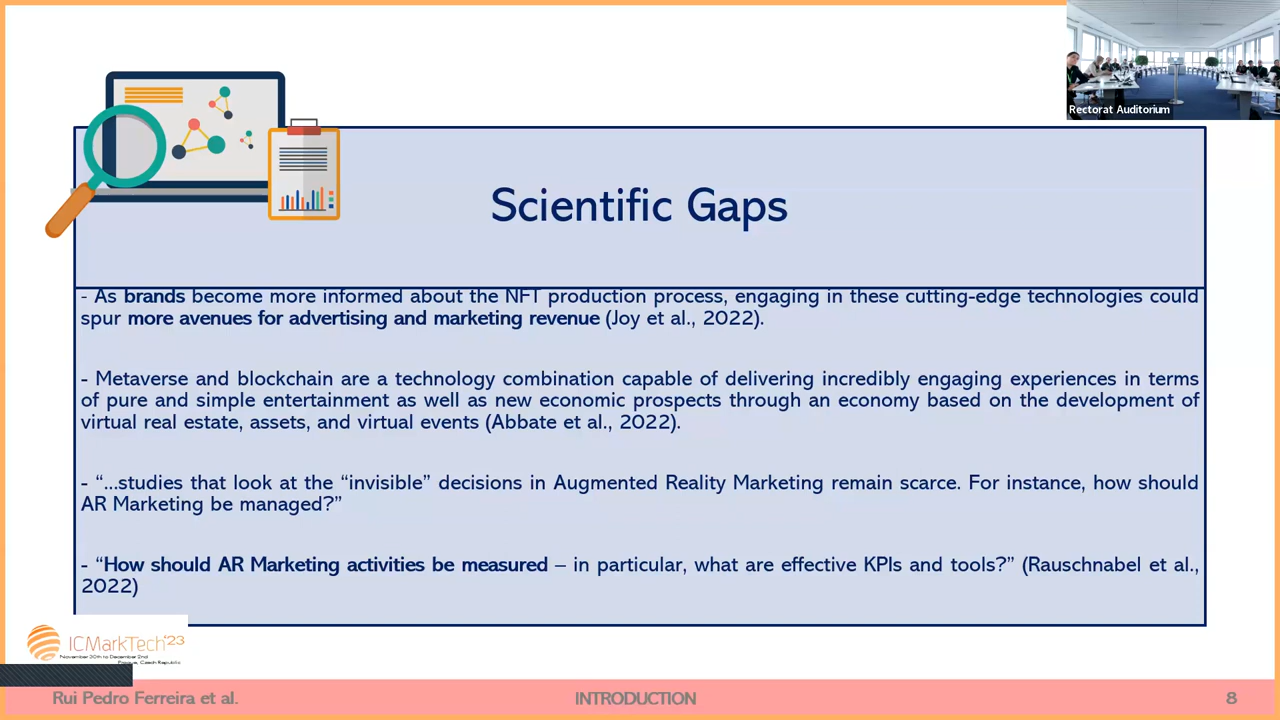 Rectorat Auditorium
Scientific Gaps
- As brands become more informed about the NFT production process, engaging in these cutting-edge technologies could
spur more avenues for advertising and marketing revenue (Joy et al., 2022).
- Metaverse and blockchain are a technology combination capable of delivering incredibly engaging experiences in terms
of pure and simple entertainment as well as new economic prospects through an economy based on the development of
virtual real estate, assets, and virtual events (Abbate et al., 2022).
- “...studies that look at the “invisible” decisions in Augmented Reality Marketing remain scarce. For instance, how should
AR Marketing be managed?”
- “How should AR Marketing activities be measured – in particular, what are effective KPIs and tools?” (Rauschnabel et al.,
2022)
ICMarkTech'23
November 30th to December 2nd
Prague, Czech Republic
Rui Pedro Ferreira et al.
INTRODUCTION
8